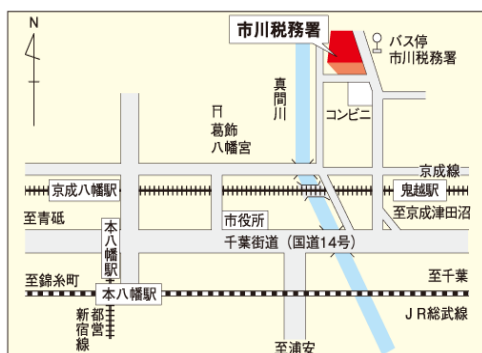 N
市川税務署
バス停
市川税務署
真間川
コンビニ
葛飾
八幡宮
京成線
京成八幡駅
鬼越駅
至青砥
市役所
至京成津田沼
千葉街道（国道14号）
本八幡駅
至錦糸町
本八幡駅
至千葉
JR総武線
都営
新宿線
至浦安